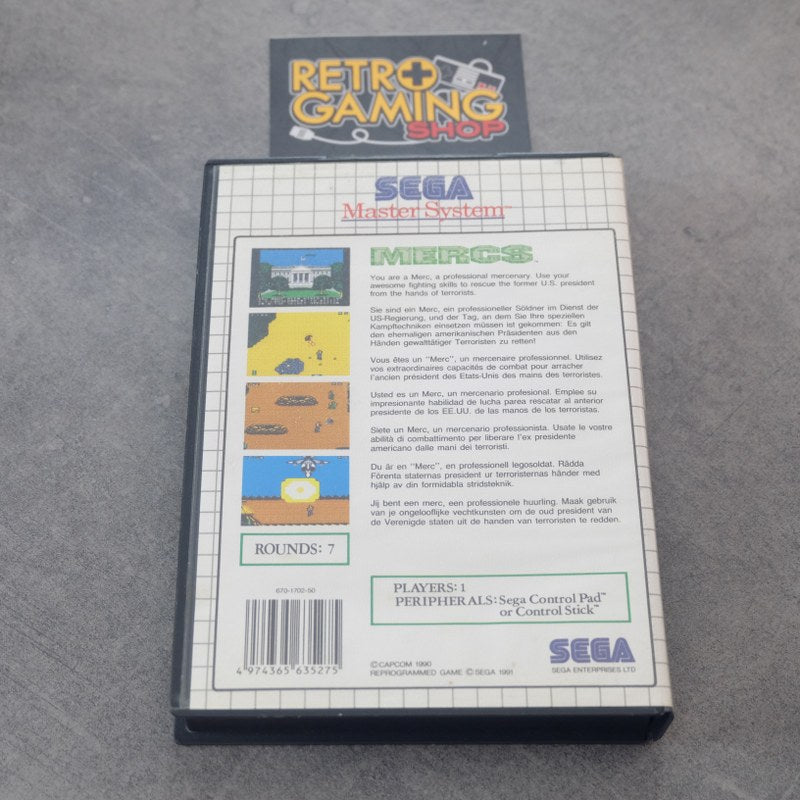 RETRO
GAMING
SHOP
SEGA
Master System™
MERCS™
You are a Merc, a professional mercenary. Use your
awesome fighting skills to rescue the former U.S. president
from the hands of terrorists.
Sie sind ein Merc, ein professioneller Söldner im Dienst der
US-Regierung, und der Tag, an dem Sie Ihre speziellen
Kampftechniken einsetzen müssen ist gekommen: Es gilt
den ehemaligen amerikanischen Präsidenten aus den
Händen gewalttätiger Terroristen zu retten!
Vous êtes un "Merc", un mercenaire professionnel. Utilisez
vos extraordinaires capacités de combat pour arracher
l'ancien président des Etats-Unis des mains des terroristes.
Usted es un Merc, un mercenario profesional. Emplee su
impresionante habilidad de lucha parea rescatar al anterior
presidente de los EE.UU. de las manos de los terroristas.
Siete un Merc, un mercenario professionista. Usate le vostre
abilità di combattimento per liberare l'ex presidente
americano dalle mani dei terroristi.
Du är en "Merc", en professionell legosoldat. Rädda
Förenta staternas president ur terroristernas händer med
hjälp av din formidabla stridsteknik.
Jij bent een merc, een professionele huurling. Maak gebruik
van je ongelooflijke vechtkunsten om de oud president van
de Verenigde staten uit de handen van terroristen te redden.
ROUNDS: 7
PLAYERS: 1
PERIPHERALS: Sega Control Pad™
or Control Stick™
670-1702-50
4 974365 635275
© CAPCOM 1990
REPROGRAMMED GAME © SEGA 1991
SEGA
SEGA ENTERPRISES LTD